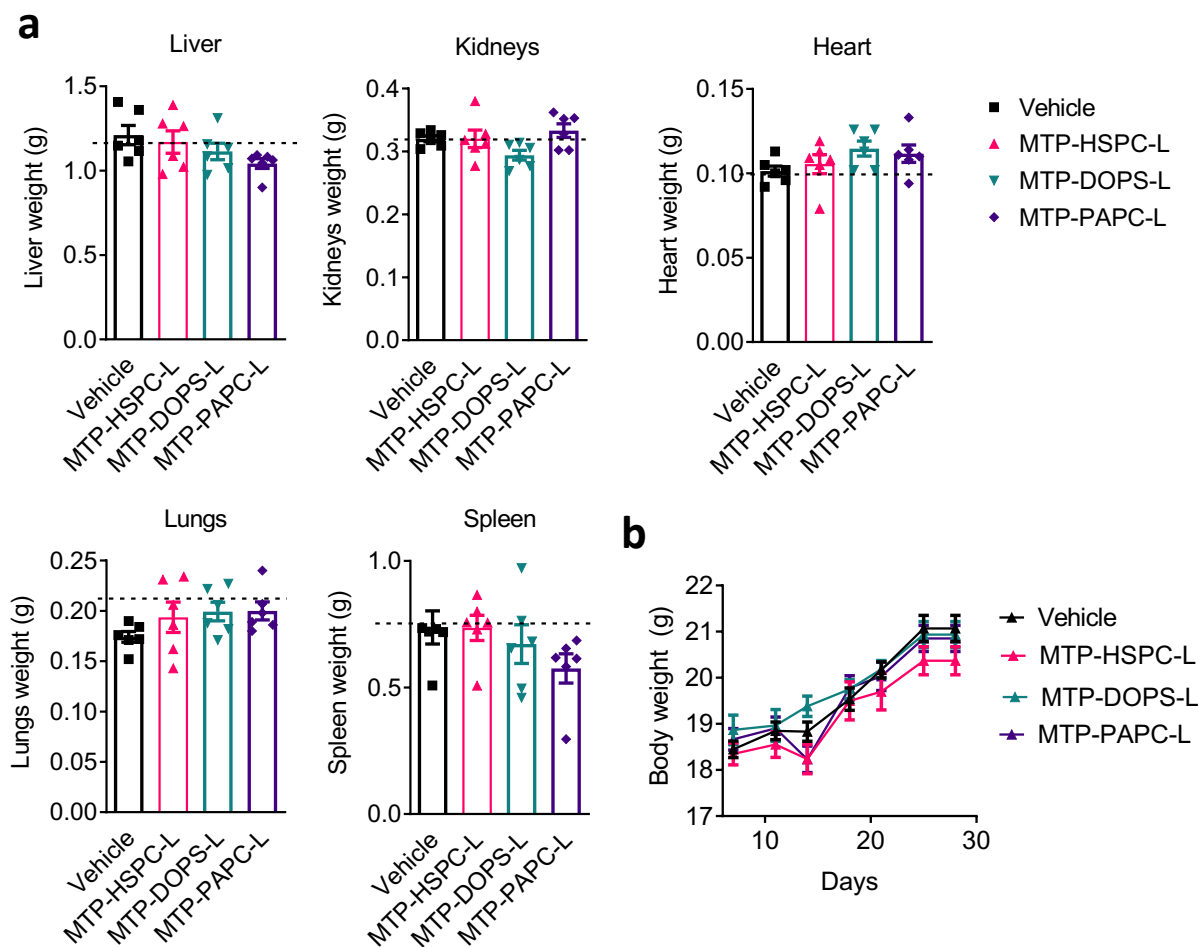 a
Liver
Liver weight (g)
1.5
1.0
0.5
0.0
Vehicle
MTP-HSPC-L
MTP-DOPS-L
MTP-PAPC-L
Kidneys
Kidneys weight (g)
0.4
0.3
0.2
0.1
0.0
Vehicle
MTP-HSPC-L
MTP-DOPS-L
MTP-PAPC-L
Heart
Heart weight (g)
0.15
0.10
0.05
0.00
Vehicle
MTP-HSPC-L
MTP-DOPS-L
MTP-PAPC-L
Vehicle
MTP-HSPC-L
MTP-DOPS-L
MTP-PAPC-L
Lungs
Lungs weight (g)
0.25
0.20
0.15
0.10
0.05
0.00
Vehicle
MTP-HSPC-L
MTP-DOPS-L
MTP-PAPC-L
Spleen
Spleen weight (g)
1.0
0.5
0.0
Vehicle
MTP-HSPC-L
MTP-DOPS-L
MTP-PAPC-L
b
Body weight (g)
22
21
20
19
18
17
10
20
30
Days
Vehicle
MTP-HSPC-L
MTP-DOPS-L
MTP-PAPC-L